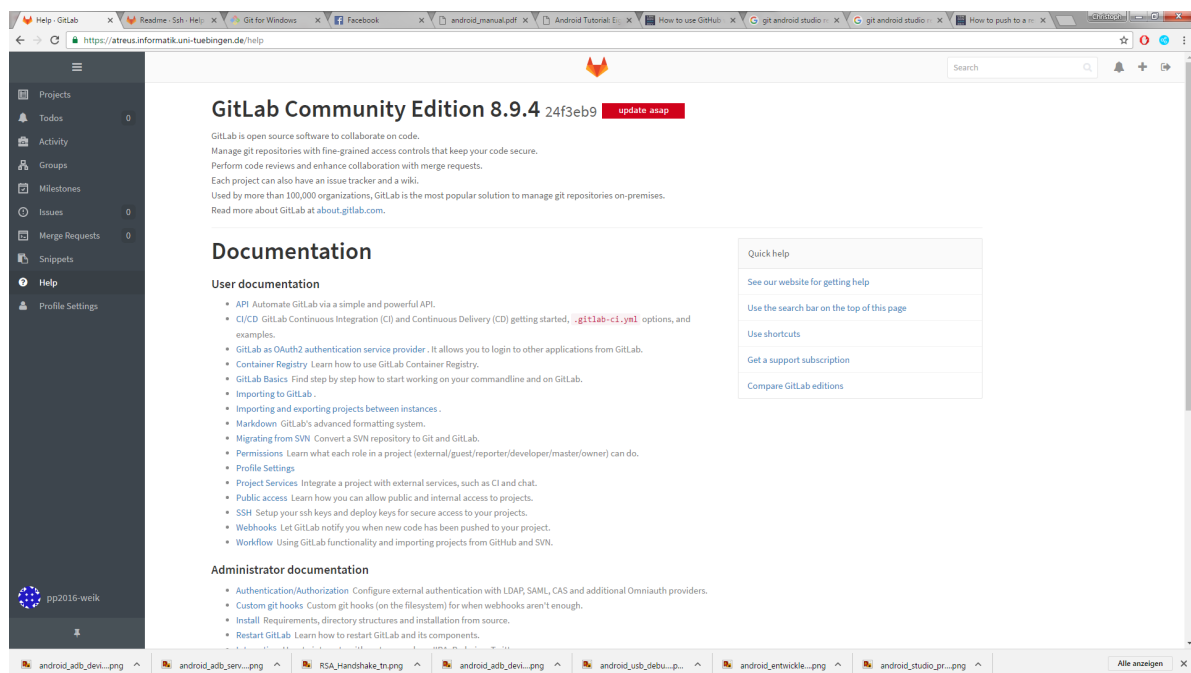 Help · GitLab
Readme · Ssh · Help
Git for Windows
Facebook
android_manual.pdf
Android Tutorial: Eig
How to use GitHub
git android studio
git android studio
How to push to a re
https://atreus.informatik.uni-tuebingen.de/help
Search
Projects
Todos 0
Activity
Groups
Milestones
Issues 0
Merge Requests 0
Snippets
Help
Profile Settings
pp2016-weik
GitLab Community Edition 8.9.4 24f3eb9 update asap
GitLab is open source software to collaborate on code.
Manage git repositories with fine-grained access controls that keep your code secure.
Perform code reviews and enhance collaboration with merge requests.
Each project can also have an issue tracker and a wiki.
Used by more than 100,000 organizations, GitLab is the most popular solution to manage git repositories on-premises.
Read more about GitLab at about.gitlab.com.
Documentation
User documentation
API Automate GitLab via a simple and powerful API.
CI/CD GitLab Continuous Integration (CI) and Continuous Delivery (CD) getting started, .gitlab-ci.yml options, and
examples.
GitLab as OAuth2 authentication service provider . It allows you to login to other applications from GitLab.
Container Registry Learn how to use GitLab Container Registry.
GitLab Basics Find step by step how to start working on your commandline and on GitLab.
Importing to GitLab .
Importing and exporting projects between instances .
Markdown GitLab's advanced formatting system.
Migrating from SVN Convert a SVN repository to Git and GitLab.
Permissions Learn what each role in a project (external/guest/reporter/developer/master/owner) can do.
Profile Settings
Project Services Integrate a project with external services, such as CI and chat.
Public access Learn how you can allow public and internal access to projects.
SSH Setup your ssh keys and deploy keys for secure access to your projects.
Webhooks Let GitLab notify you when new code has been pushed to your project.
Workflow Using GitLab functionality and importing projects from GitHub and SVN.
Administrator documentation
Authentication/Authorization Configure external authentication with LDAP, SAML, CAS and additional Omniauth providers.
Custom git hooks Custom git hooks (on the filesystem) for when webhooks aren't enough.
Install Requirements, directory structures and installation from source.
Restart GitLab Learn how to restart GitLab and its components.
Quick help
See our website for getting help
Use the search bar on the top of this page
Use shortcuts
Get a support subscription
Compare GitLab editions
android_adb_devi....png
android_adb_serv....png
RSA_Handshake_tn.png
android_adb_devi....png
android_usb_debu....p...
android_entwickle....png
android_studio_pr....png
Alle anzeigen